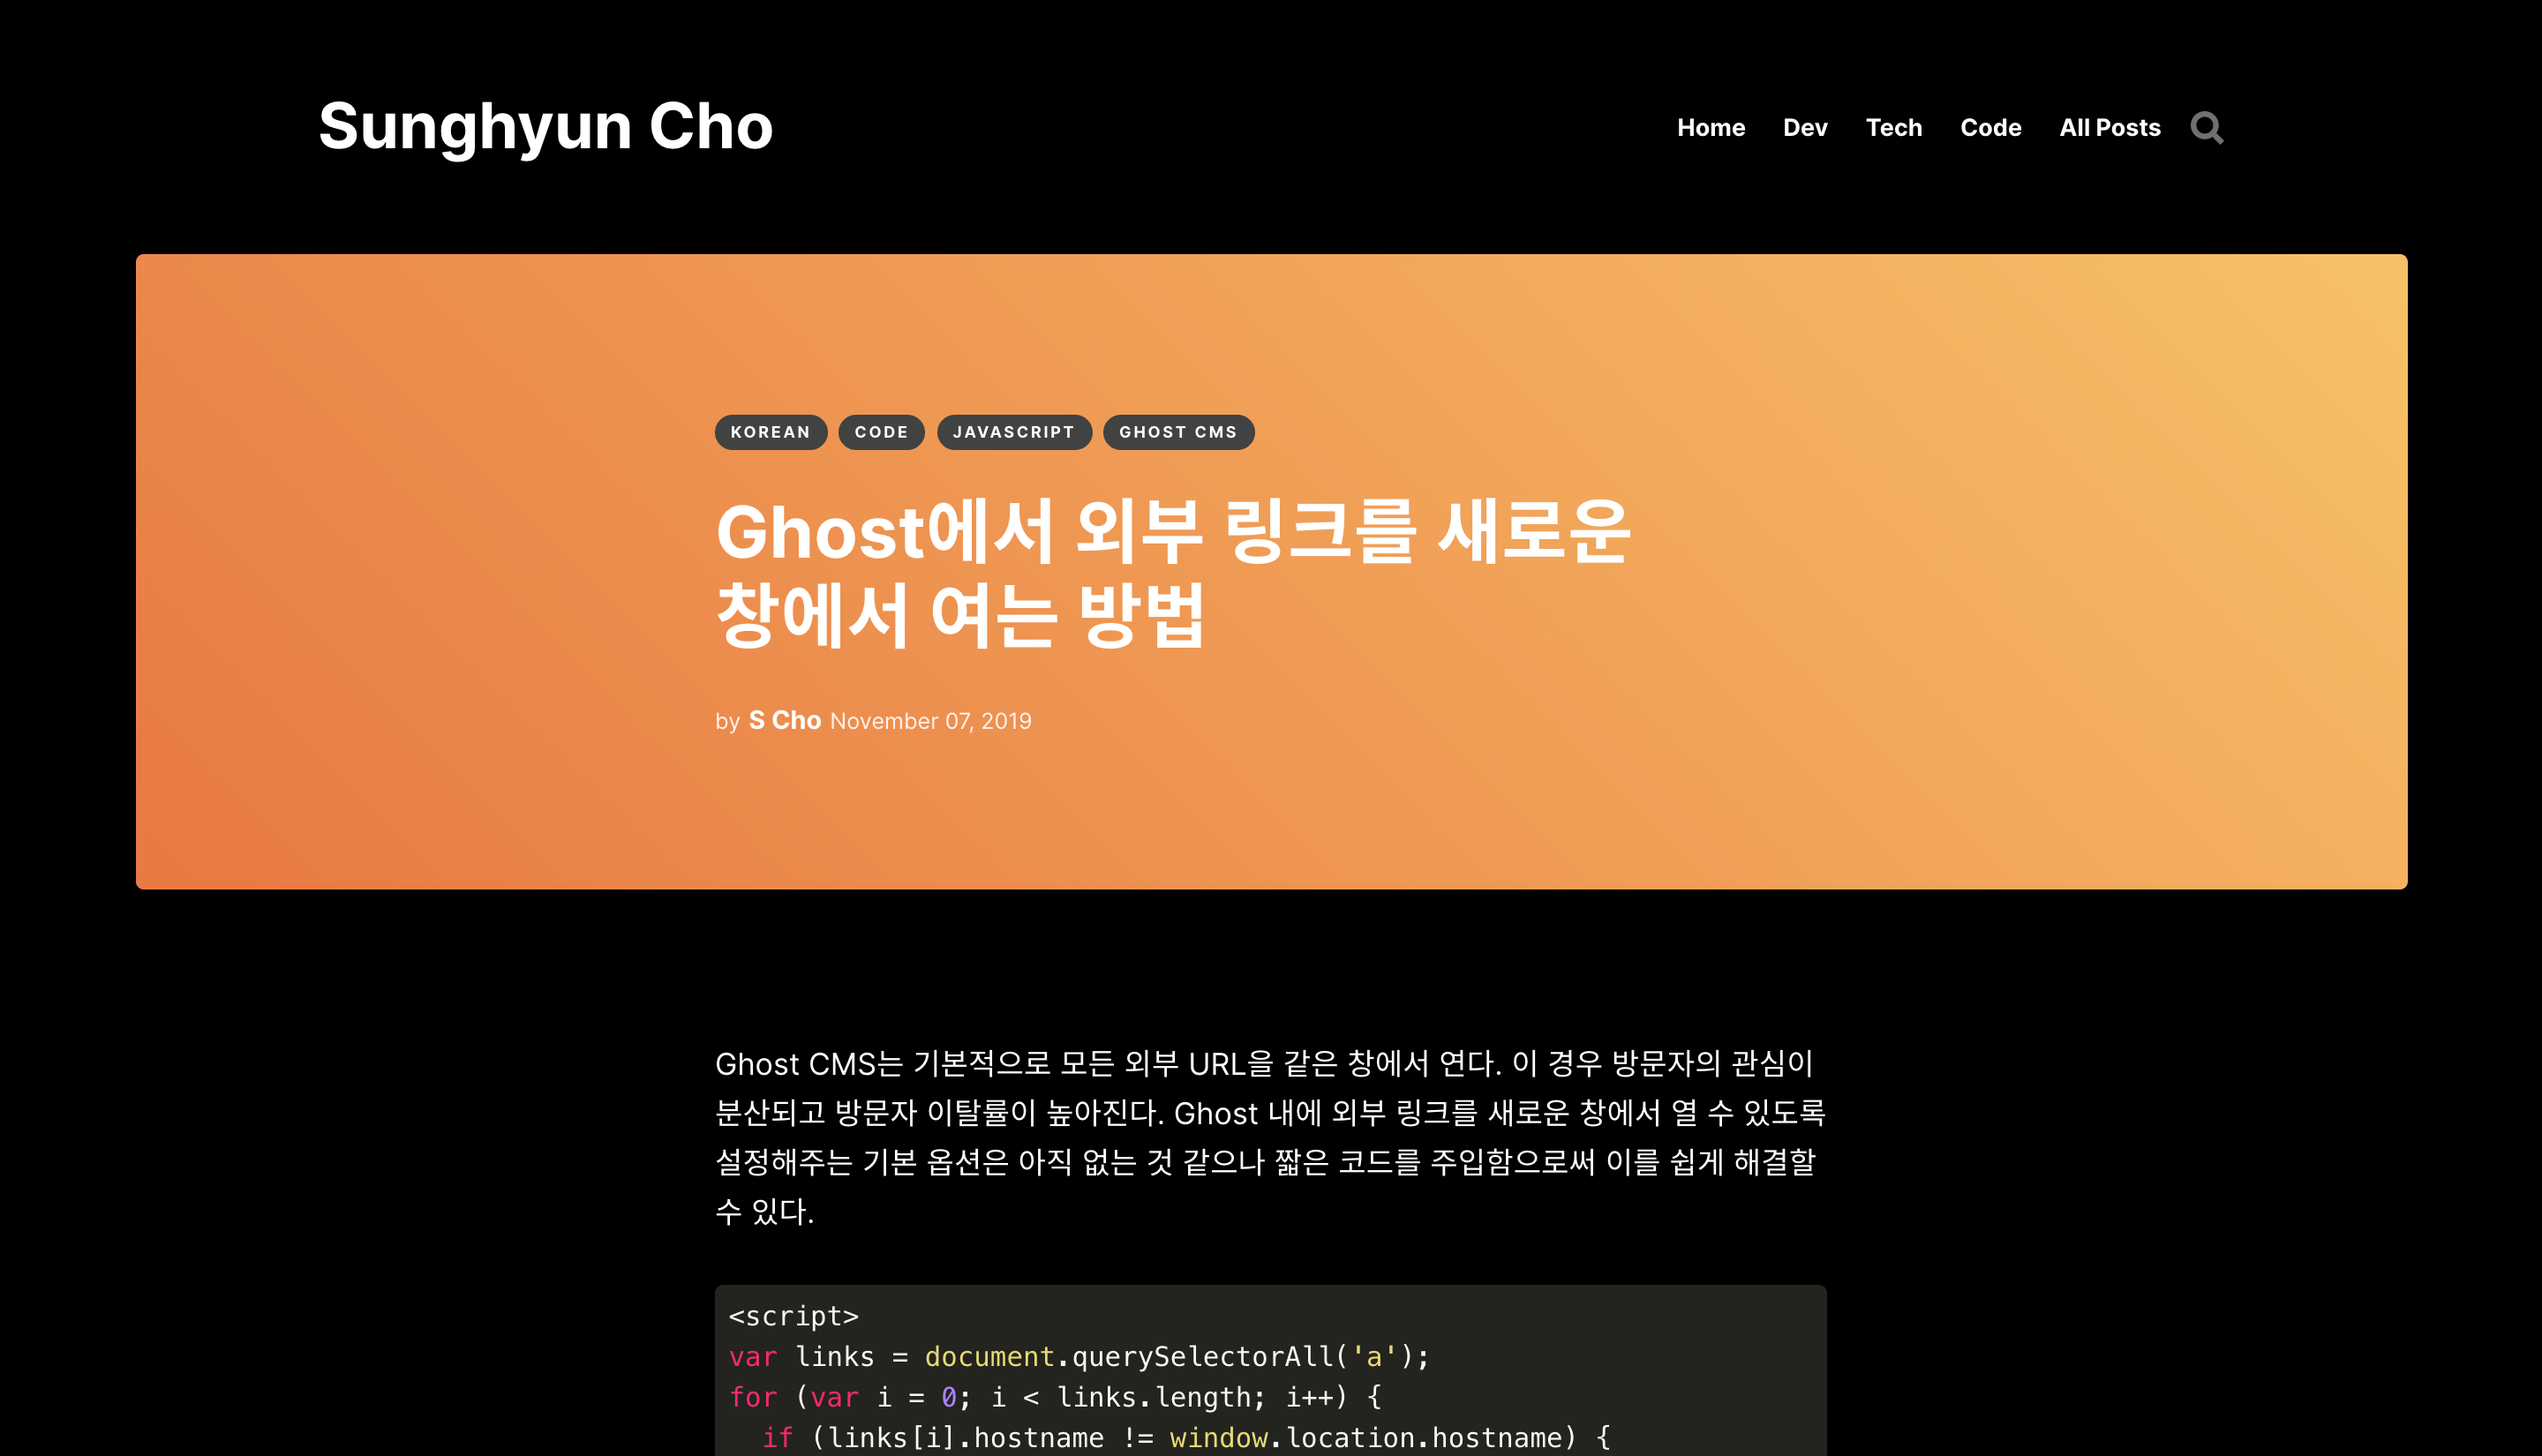 Sunghyun Cho
Home Dev Tech Code All Posts
KOREAN CODE JAVASCRIPT GHOST CMS
Ghost에서 외부 링크를 새로운
창에서 여는 방법
by S Cho November 07, 2019
Ghost CMS는 기본적으로 모든 외부 URL을 같은 창에서 연다. 이 경우 방문자의 관심이
분산되고 방문자 이탈률이 높아진다. Ghost 내에 외부 링크를 새로운 창에서 열 수 있도록
설정해주는 기본 옵션은 아직 없는 것 같으나 짧은 코드를 주입함으로써 이를 쉽게 해결할
수 있다.
<script>
var links = document.querySelectorAll('a');
for (var i = 0; i < links.length; i++) {
  if (links[i].hostname != window.location.hostname) {